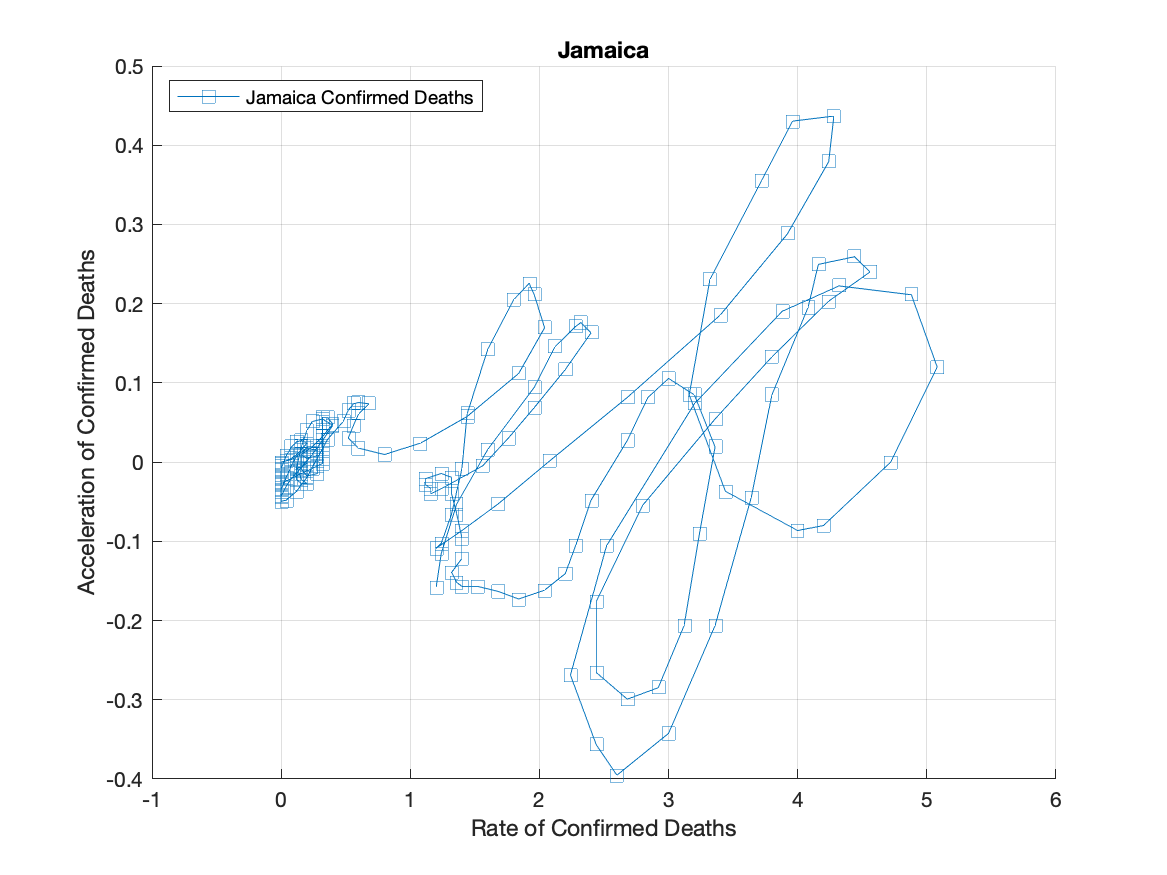 Jamaica
Jamaica Confirmed Deaths
0.5
0.4
0.3
0.2
0.1
0
-0.1
-0.2
-0.3
-0.4
Acceleration of Confirmed Deaths
-1 0 1 2 3 4 5 6
Rate of Confirmed Deaths